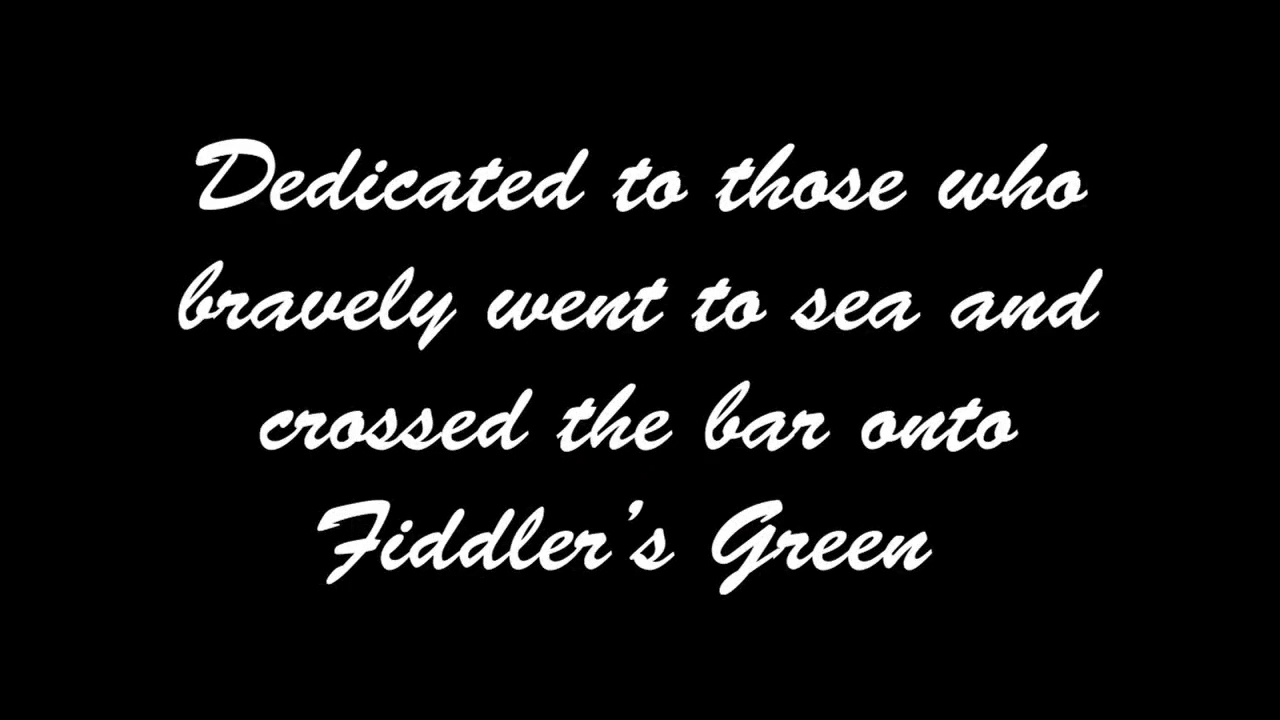 Dedicated to those who
bravely went to sea and
crossed the bar onto
Fiddler’s Green